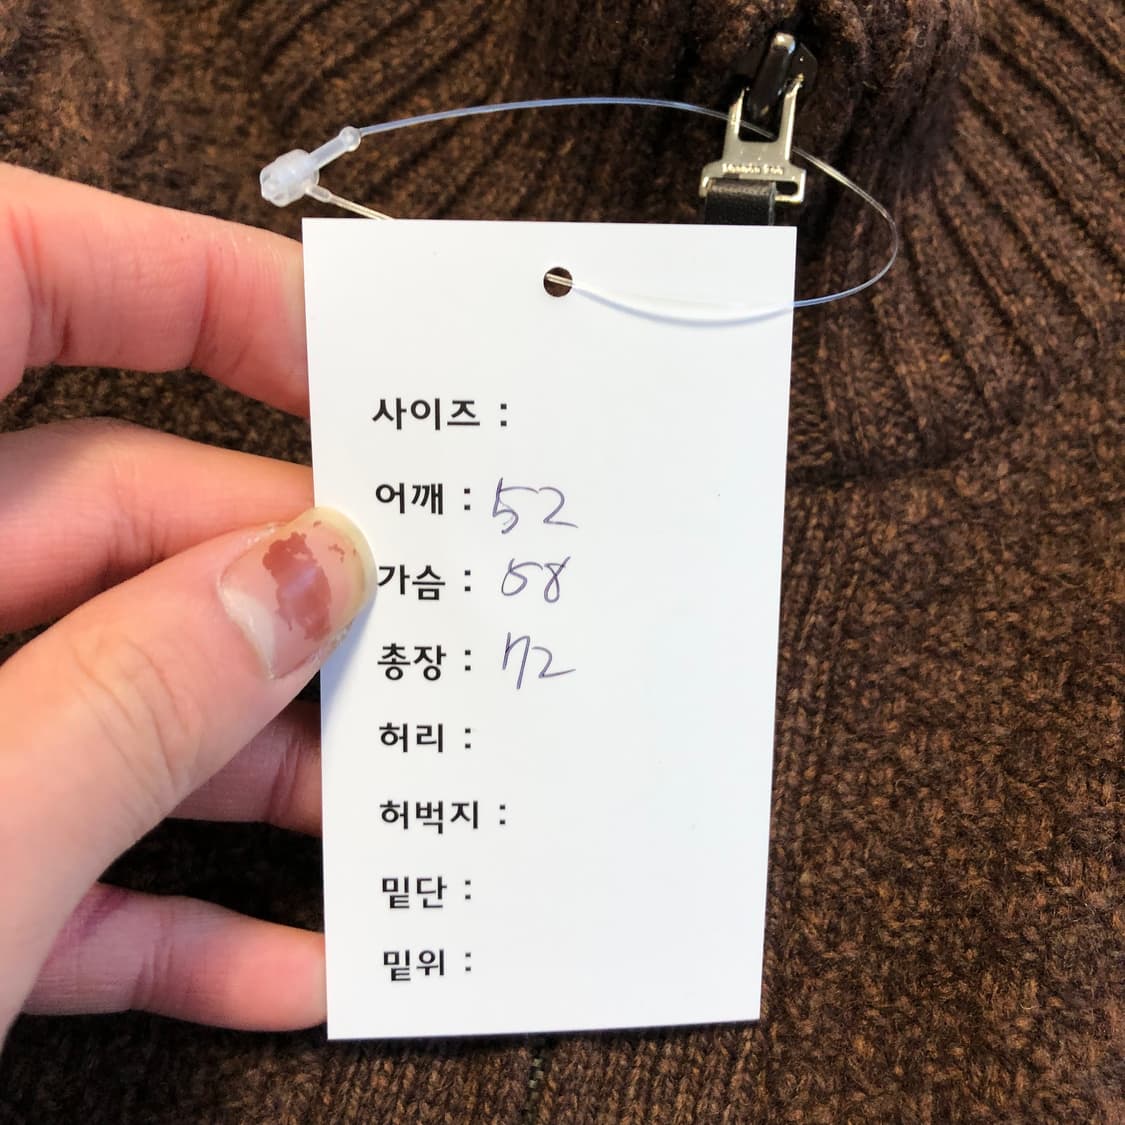 사이즈 :
어깨 : 52
가슴 : 58
총장 : 72
허리 :
허벅지 :
밑단 :
밑위 :